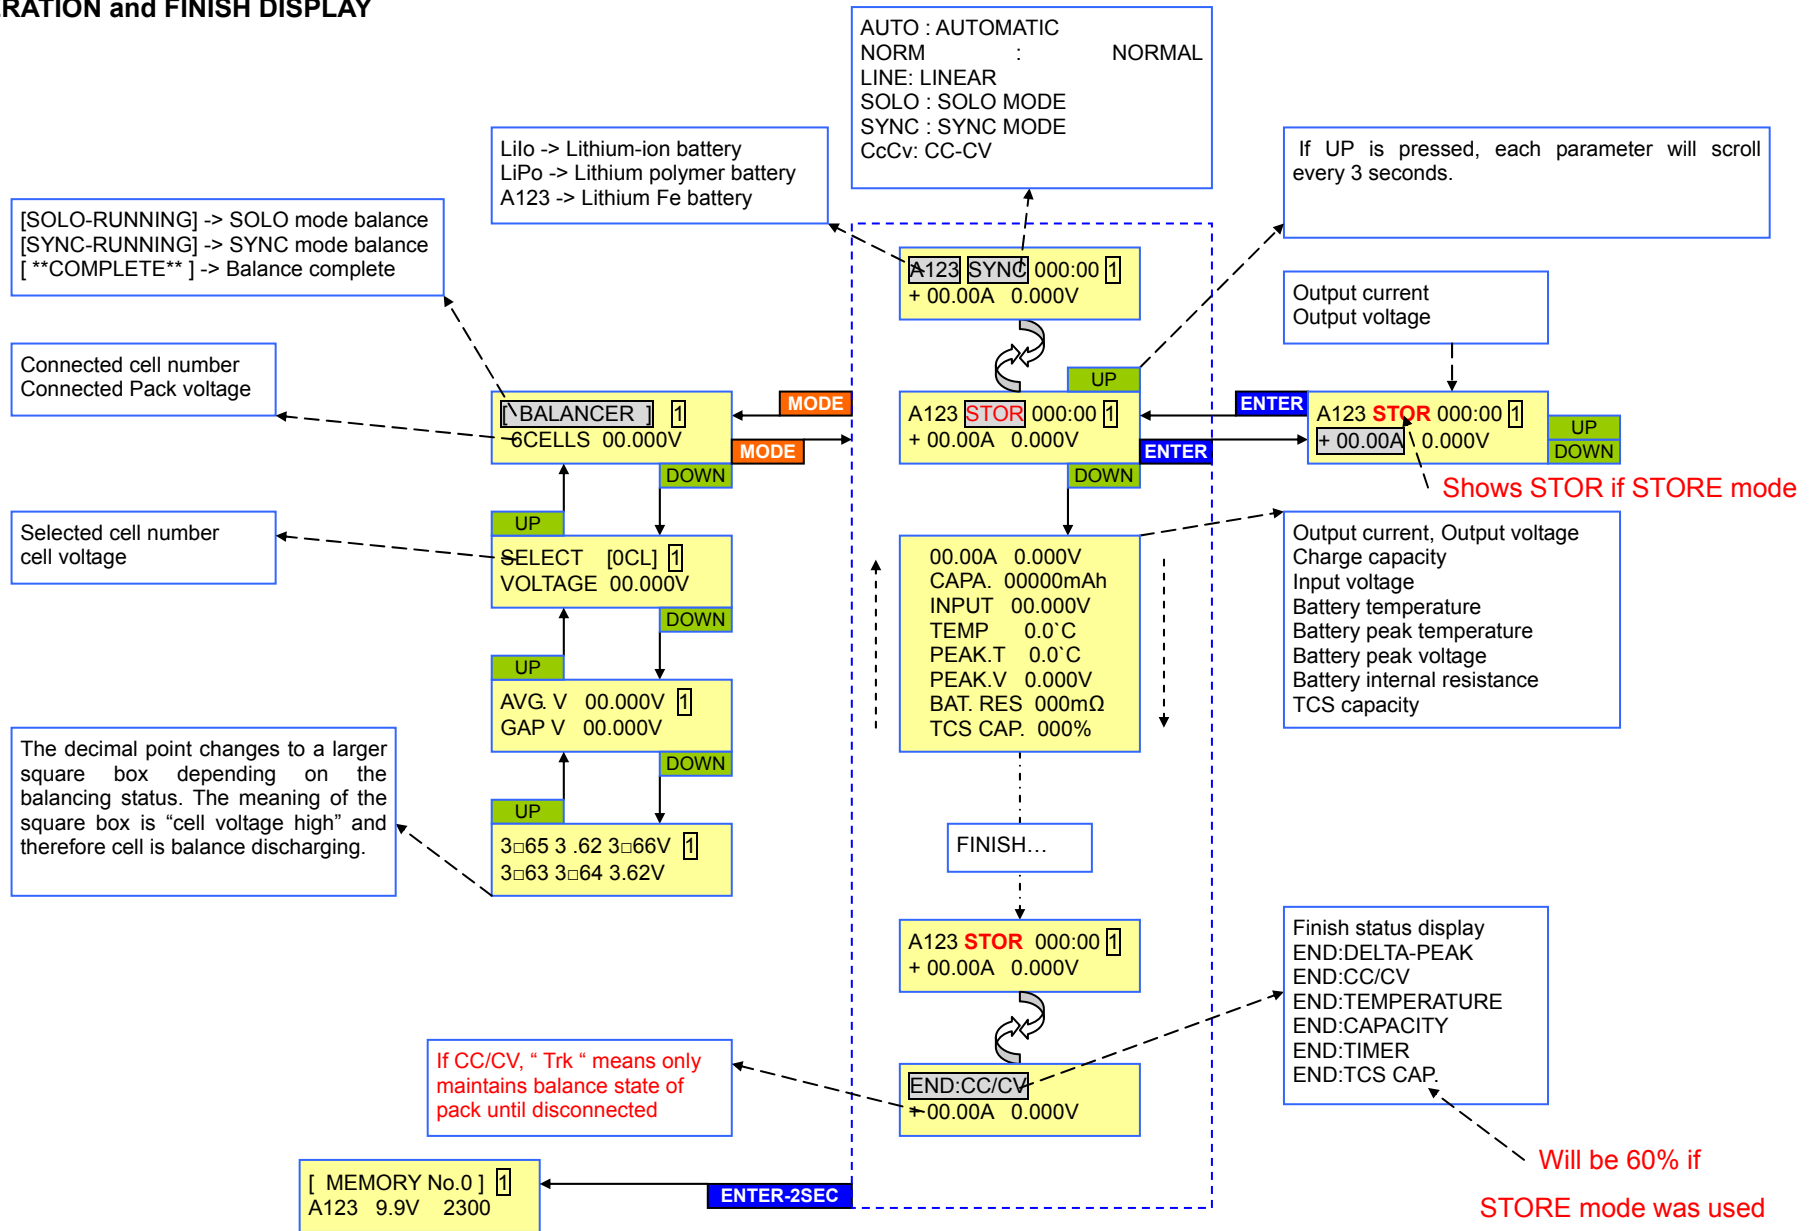 ERATION and FINISH DISPLAY
AUTO : AUTOMATIC
NORM : NORMAL
LINE: LINEAR
SOLO : SOLO MODE
SYNC : SYNC MODE
CcCv: CC-CV
LiIo -> Lithium-ion battery
LiPo -> Lithium polymer battery
A123 -> Lithium Fe battery
If UP is pressed, each parameter will scroll
every 3 seconds.
[SOLO-RUNNING] -> SOLO mode balance
[SYNC-RUNNING] -> SYNC mode balance
[ **COMPLETE** ] -> Balance complete
A123 SYNC 000:00 1
+ 00.00A 0.000V
Output current
Output voltage
Connected cell number
Connected Pack voltage
[ BALANCER ] 1
6CELLS 00.000V
MODE
MODE
DOWN
UP
A123 STOR 000:00 1
+ 00.00A 0.000V
DOWN
ENTER
ENTER
A123 STOR 000:00 1
+ 00.00A 0.000V
UP
DOWN
Shows STOR if STORE mode
Selected cell number
cell voltage
UP
SELECT [0CL] 1
VOLTAGE 00.000V
DOWN
00.00A 0.000V
CAPA. 00000mAh
INPUT 00.000V
TEMP 0.0`C
PEAK.T 0.0`C
PEAK.V 0.000V
BAT. RES 000mΩ
TCS CAP. 000%
Output current, Output voltage
Charge capacity
Input voltage
Battery temperature
Battery peak temperature
Battery peak voltage
Battery internal resistance
TCS capacity
UP
AVG. V 00.000V 1
GAP V 00.000V
DOWN
The decimal point changes to a larger
square box depending on the
balancing status. The meaning of the
square box is “cell voltage high” and
therefore cell is balance discharging.
UP
3□65 3 .62 3□66V 1
3□63 3□64 3.62V
FINISH…
A123 STOR 000:00 1
+ 00.00A 0.000V
Finish status display
END:DELTA-PEAK
END:CC/CV
END:TEMPERATURE
END:CAPACITY
END:TIMER
END:TCS CAP.
If CC/CV, “ Trk “ means only
maintains balance state of
pack until disconnected
END:CC/CV
+ 00.00A 0.000V
Will be 60% if
STORE mode was used
[ MEMORY No.0 ] 1
A123 9.9V 2300
ENTER-2SEC